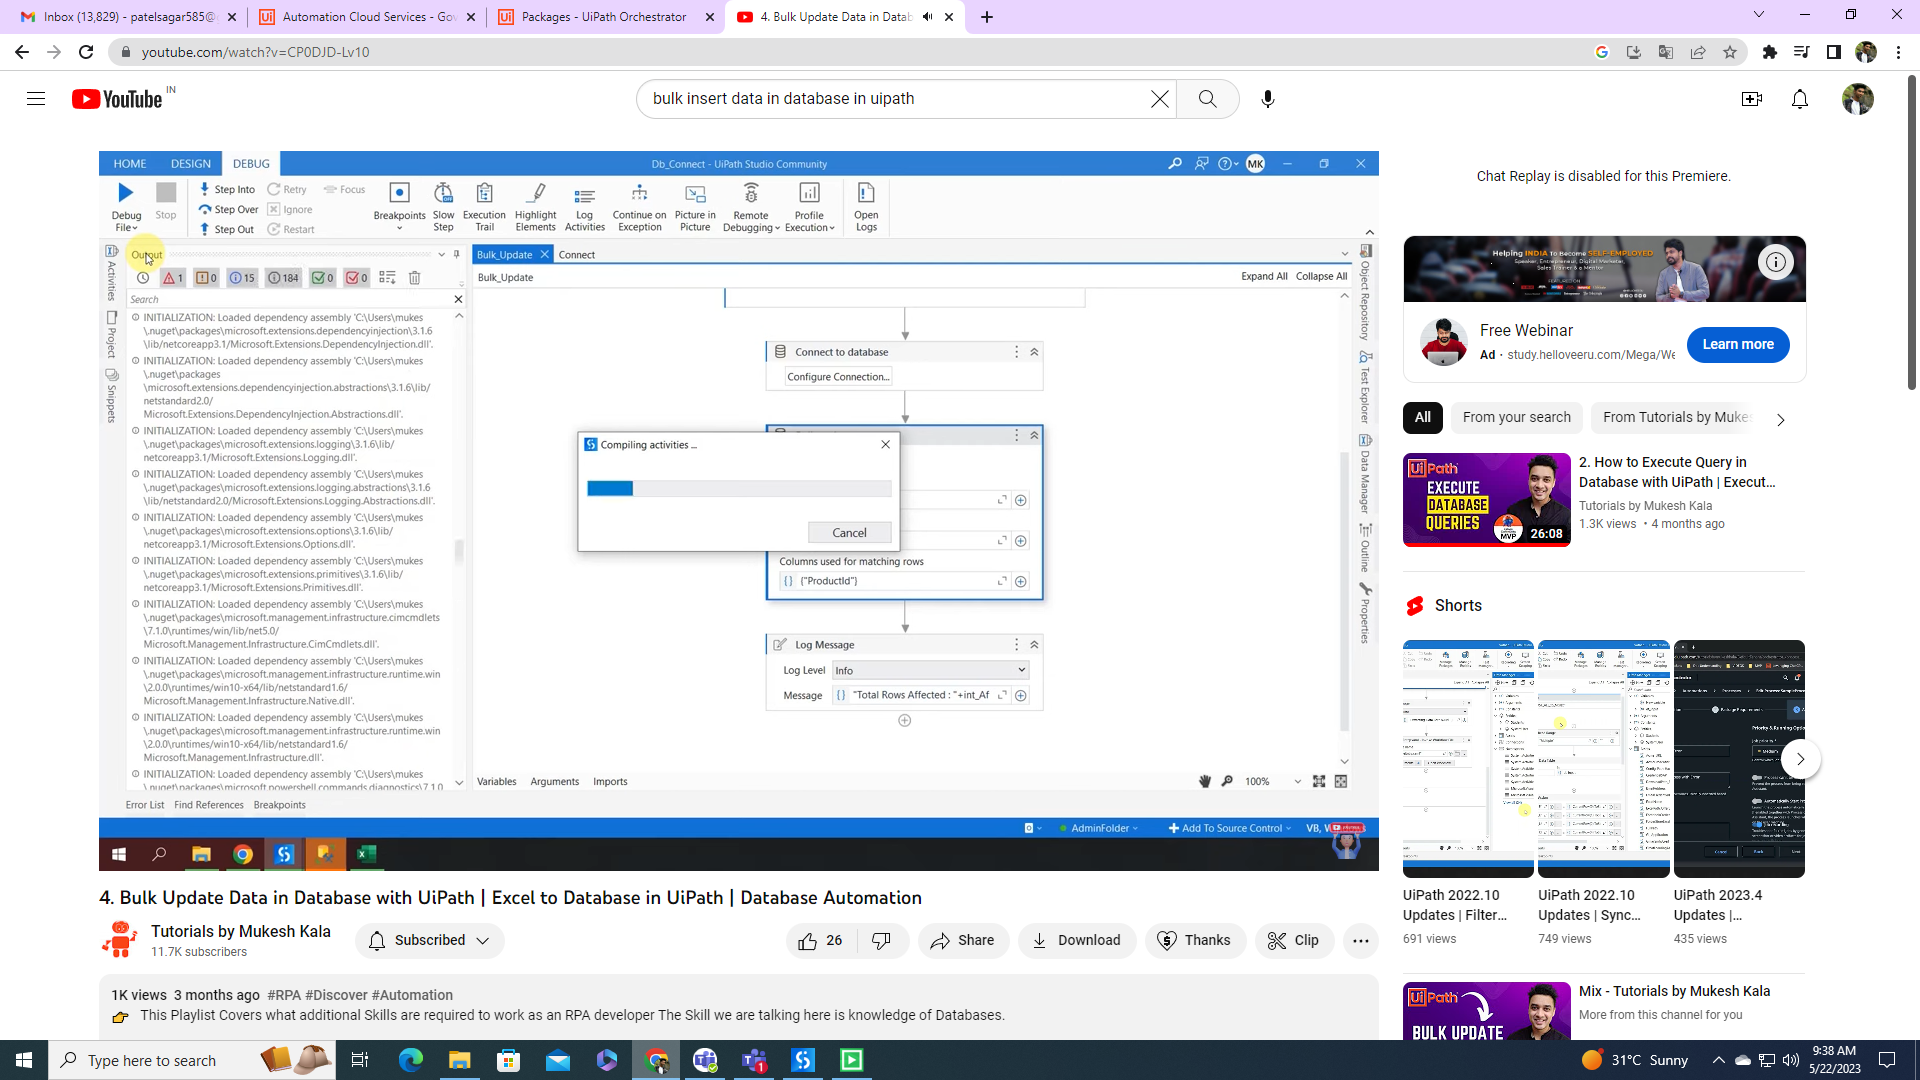 Inbox (13,829) - patelsagar585@
Automation Cloud Services - Go
Packages - UiPath Orchestrator
4. Bulk Update Data in Datab
youtube.com/watch?v=CP0DJD-Lv10
YouTube IN
bulk insert data in database in uipath
HOME DESIGN DEBUG
Db_Connect - UiPath Studio Community
MK
Debug File
Stop
Step Into
Step Over
Step Out
Retry
Ignore
Restart
Focus
Breakpoints
Slow Step
Execution Trail
Highlight Elements
Log Activities
Continue on Exception
Picture in Picture
Remote Debugging
Profile Execution
Open Logs
Output
1 0 15 184 0 0
Search
INITIALIZATION: Loaded dependency assembly 'C:\Users\mukes
\.nuget\packages\microsoft.extensions.dependencyinjection\3.1.6
\lib/netcoreapp3.1/Microsoft.Extensions.DependencyInjection.dll'.
INITIALIZATION: Loaded dependency assembly 'C:\Users\mukes
\.nuget\packages
\microsoft.extensions.dependencyinjection.abstractions\3.1.6\lib/
netstandard2.0/
Microsoft.Extensions.DependencyInjection.Abstractions.dll'.
INITIALIZATION: Loaded dependency assembly 'C:\Users\mukes
\.nuget\packages\microsoft.extensions.logging\3.1.6\lib/
netcoreapp3.1/Microsoft.Extensions.Logging.dll'.
INITIALIZATION: Loaded dependency assembly 'C:\Users\mukes
\.nuget\packages\microsoft.extensions.logging.abstractions\3.1.6
\lib/netstandard2.0/Microsoft.Extensions.Logging.Abstractions.dll'.
INITIALIZATION: Loaded dependency assembly 'C:\Users\mukes
\.nuget\packages\microsoft.extensions.options\3.1.6\lib/
netcoreapp3.1/Microsoft.Extensions.Options.dll'.
INITIALIZATION: Loaded dependency assembly 'C:\Users\mukes
\.nuget\packages\microsoft.extensions.primitives\3.1.6\lib/
netcoreapp3.1/Microsoft.Extensions.Primitives.dll'.
INITIALIZATION: Loaded dependency assembly 'C:\Users\mukes
\.nuget\packages\microsoft.management.infrastructure.cimcmdlets
\7.1.0\runtimes/win/lib/net5.0/
Microsoft.Management.Infrastructure.CimCmdlets.dll'.
INITIALIZATION: Loaded dependency assembly 'C:\Users\mukes
\.nuget\packages\microsoft.management.infrastructure.runtime.win
\2.0.0\runtimes/win10-x64/lib/netstandard1.6/
Microsoft.Management.Infrastructure.Native.dll'.
INITIALIZATION: Loaded dependency assembly 'C:\Users\mukes
\.nuget\packages\microsoft.management.infrastructure.runtime.win
\2.0.0\runtimes/win10-x64/lib/netstandard1.6/
Microsoft.Management.Infrastructure.dll'.
INITIALIZATION: Loaded dependency assembly 'C:\Users\mukes
\.nuget\packages\microsoft.powershell.commands.diagnostics\7.1.0
Activities
Project
Snippets
Error List Find References Breakpoints
Bulk_Update
Connect
Bulk_Update
Expand All Collapse All
Connect to database
Configure Connection...
Compiling activities ...
Cancel
Columns used for matching rows
{"ProductId"}
Log Message
Log Level Info
Message "Total Rows Affected : "+int_Af
Variables Arguments Imports
100%
Object Repository
Test Explorer
Data Manager
Outline
Properties
AdminFolder
Add To Source Control
VB, W
4. Bulk Update Data in Database with UiPath | Excel to Database in UiPath | Database Automation
Tutorials by Mukesh Kala
11.7K subscribers
Subscribed
26
Share
Download
Thanks
Clip
1K views 3 months ago #RPA #Discover #Automation
This Playlist Covers what additional Skills are required to work as an RPA developer The Skill we are talking here is knowledge of Databases.
Chat Replay is disabled for this Premiere.
Helping INDIA To Become SELF-EMPLOYED
Free Webinar
Ad · study.helloveeru.com/Mega/We
Learn more
All
From your search
From Tutorials by Mukes
UiPath
EXECUTE
DATABASE
QUERIES
MVP
26:08
2. How to Execute Query in
Database with UiPath | Execut...
Tutorials by Mukesh Kala
1.3K views • 4 months ago
Shorts
UiPath 2022.10
Updates | Filter...
691 views
UiPath 2022.10
Updates | Sync...
749 views
UiPath 2023.4
Updates |...
435 views
UiPath
BULK UPDATE
Mix - Tutorials by Mukesh Kala
More from this channel for you
Type here to search
1
31°C Sunny
9:38 AM
5/22/2023